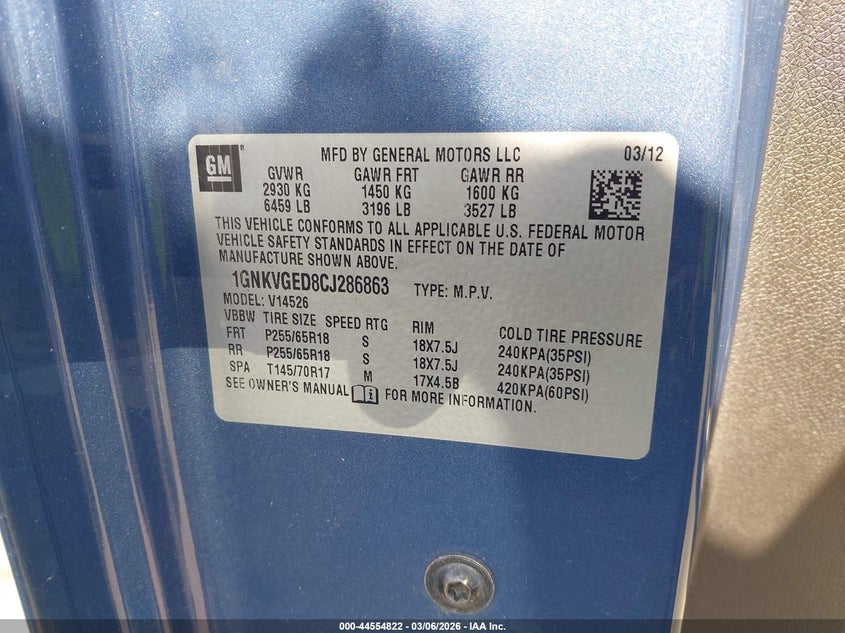 GM ®
MFD BY GENERAL MOTORS LLC 03/12
GVWR GAWR FRT GAWR RR
2930 KG 1450 KG 1600 KG
6459 LB 3196 LB 3527 LB
THIS VEHICLE CONFORMS TO ALL APPLICABLE U.S. FEDERAL MOTOR
VEHICLE SAFETY STANDARDS IN EFFECT ON THE DATE OF
MANUFACTURE SHOWN ABOVE.
1GNKVGED8CJ286863 TYPE: M.P.V.
MODEL: V14526
VBBW TIRE SIZE SPEED RTG RIM COLD TIRE PRESSURE
FRT P255/65R18 S 18X7.5J 240KPA(35PSI)
RR P255/65R18 S 18X7.5J 240KPA(35PSI)
SPA T145/70R17 M 17X4.5B 420KPA(60PSI)
SEE OWNER'S MANUAL FOR MORE INFORMATION.
000-44554822 — 03/06/2026 — IAA Inc.